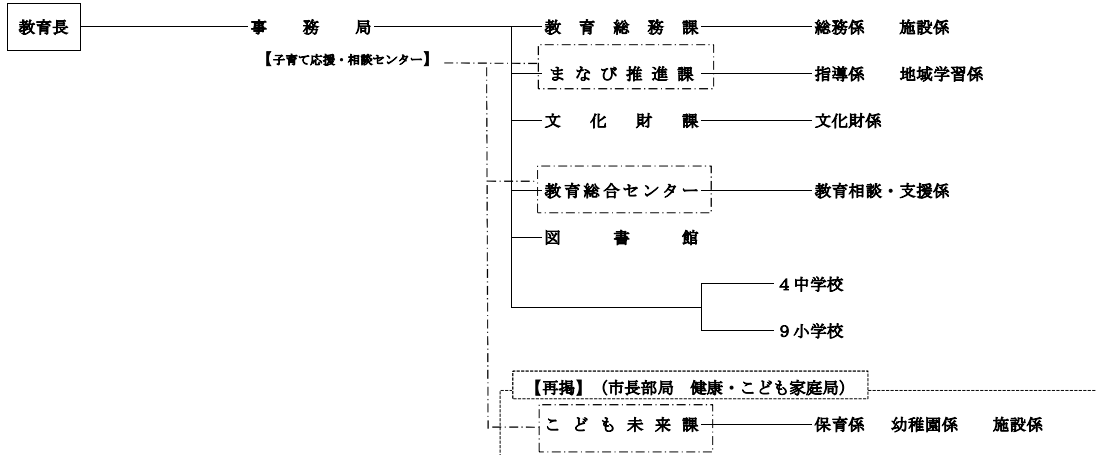 教育長 事務局 教育総務課 総務係 施設係
【子育て応援・相談センター】
まなび推進課 指導係 地域学習係
文化財課 文化財係
教育総合センター 教育相談・支援係
図書館
4中学校
9小学校
【再掲】（市長部局 健康・こども家庭局）
こども未来課 保育係 幼稚園係 施設係